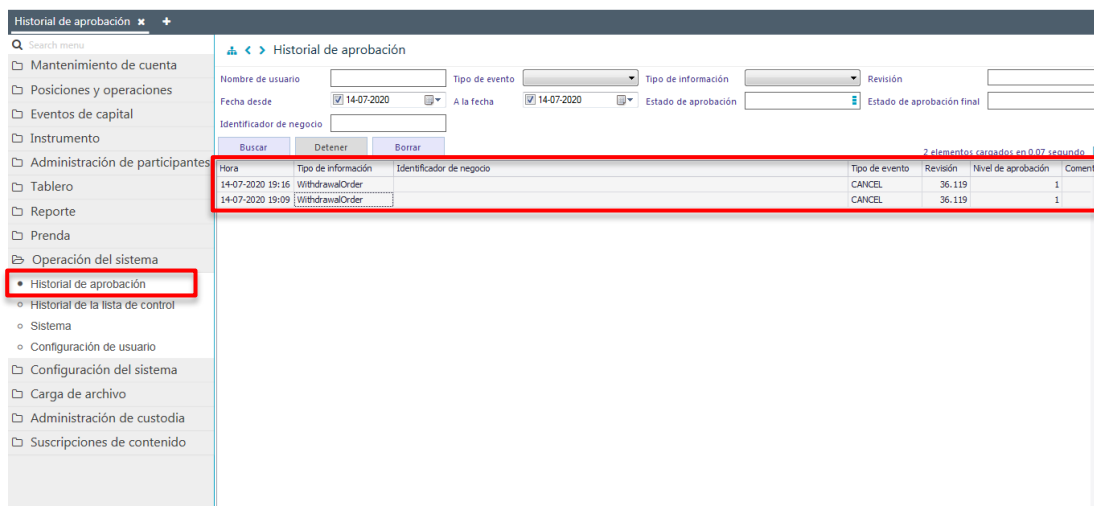 Historial de aprobación × +
Search menu
Mantenimiento de cuenta
Posiciones y operaciones
Eventos de capital
Instrumento
Administración de participantes
Tablero
Reporte
Prenda
Operación del sistema
Historial de aprobación
Historial de la lista de control
Sistema
Configuración de usuario
Configuración del sistema
Carga de archivo
Administración de custodia
Suscripciones de contenido
Historial de aprobación
Nombre de usuario Tipo de evento Tipo de información Revisión
Fecha desde 14-07-2020 A la fecha 14-07-2020 Estado de aprobación Estado de aprobación final
Identificador de negocio
Buscar Detener Borrar
2 elementos cargados en 0.07 segundo
Hora Tipo de información Identificador de negocio Tipo de evento Revisión Nivel de aprobación Coment
14-07-2020 19:16 WithdrawalOrder CANCEL 36.119 1
14-07-2020 19:09 WithdrawalOrder CANCEL 36.119 1